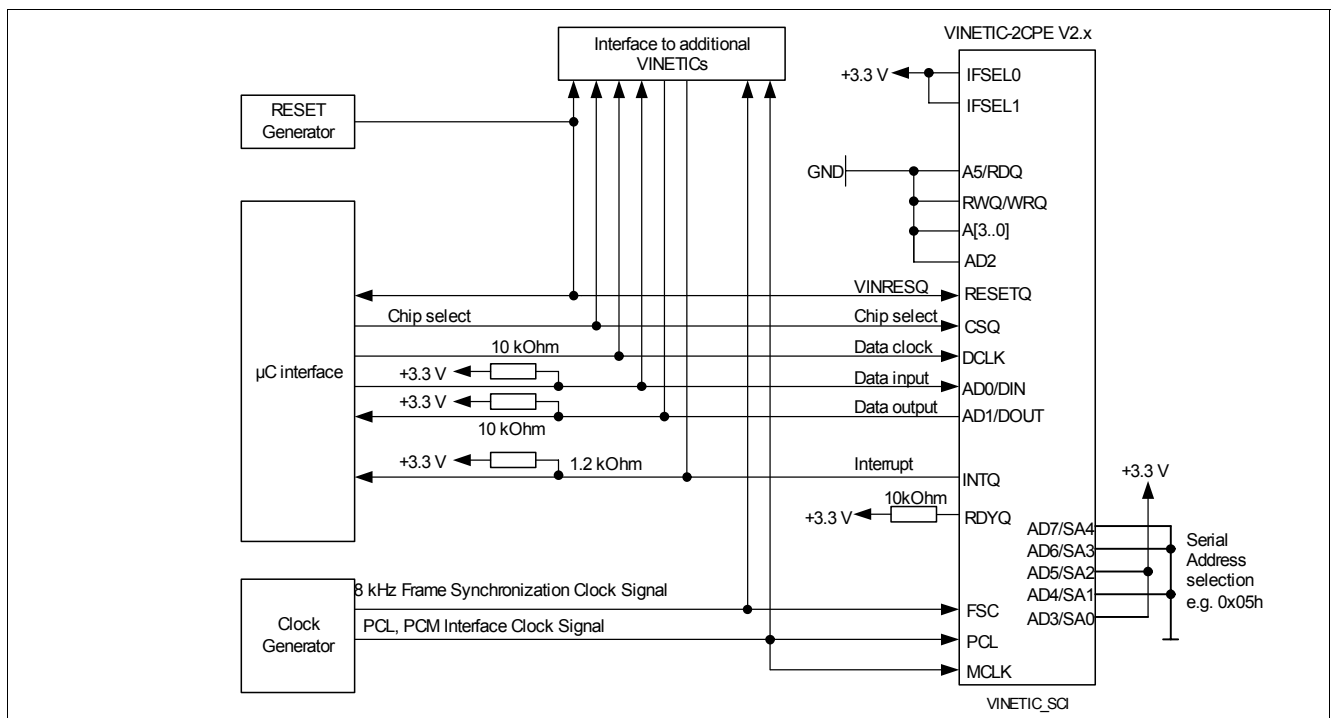 VINETIC-2CPE V2.x
Interface to additional
VINETICs
+3.3 V
IFSEL0
IFSEL1
RESET
Generator
GND
A5/RDQ
RWQ/WRQ
A[3..0]
AD2
VINRESQ
RESETQ
Chip select
Chip select
CSQ
10 kOhm
Data clock
DCLK
µC interface
+3.3 V
Data input
AD0/DIN
+3.3 V
Data output
AD1/DOUT
10 kOhm
+3.3 V
1.2 kOhm
Interrupt
INTQ
+3.3 V
10kOhm
RDYQ
+3.3 V
AD7/SA4
AD6/SA3
AD5/SA2
AD4/SA1
AD3/SA0
Serial
Address
selection
e.g. 0x05h
8 kHz Frame Synchronization Clock Signal
FSC
Clock
Generator
PCL, PCM Interface Clock Signal
PCL
MCLK
VINETIC_SCI